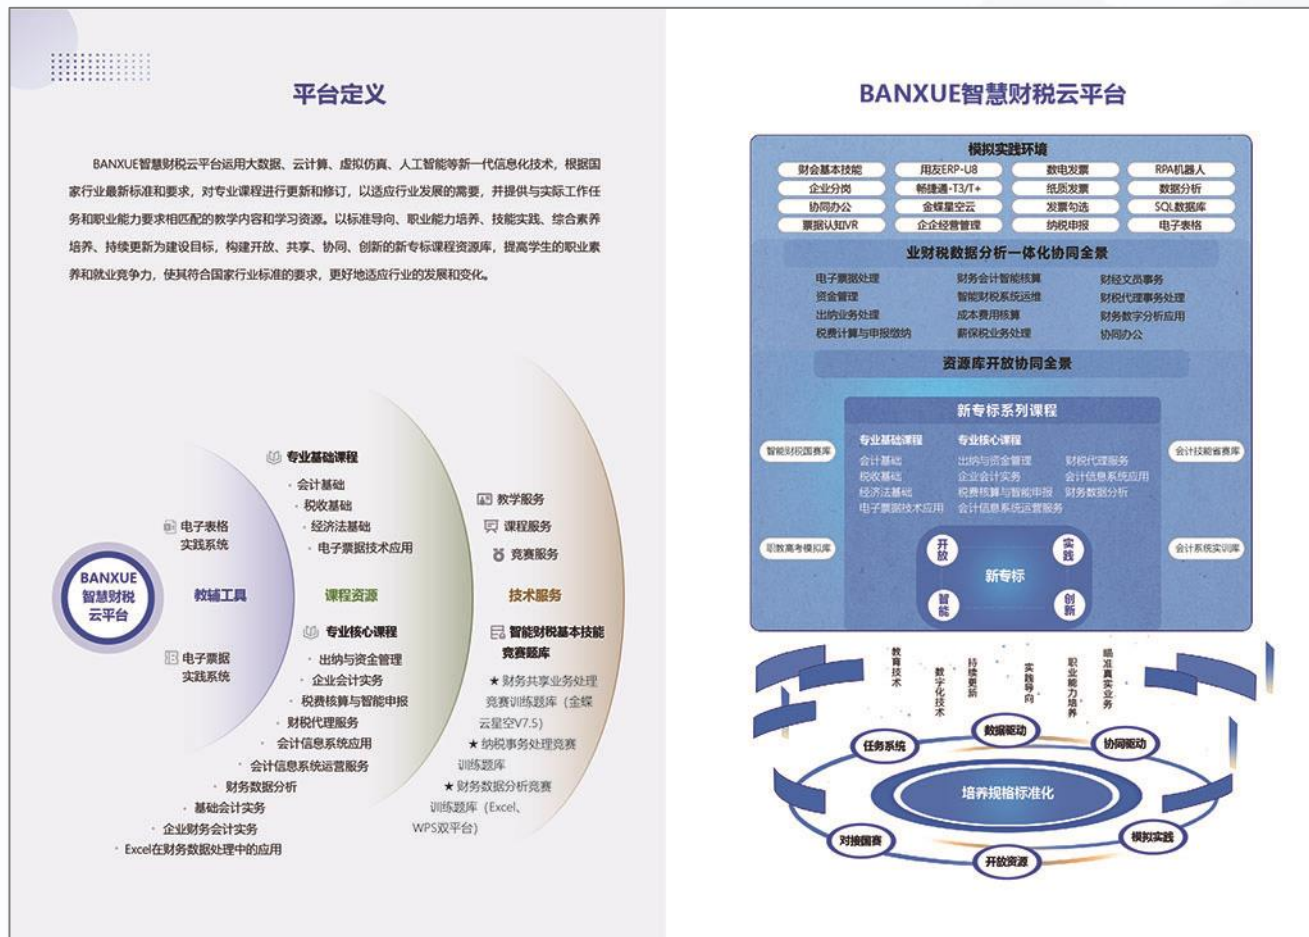 平台定义
BANXUE智慧财税云平台运用大数据、云计算、虚拟仿真、人工智能等新一代信息化技术，根据国
家行业最新标准和要求，对专业课程进行更新和修订，以适应行业发展的需要，并提供与实际工作任
务和职业能力要求相匹配的教学内容和学习资源。以标准导向、职业能力培养、技能实践、综合素养
培养、持续更新为建设目标，构建开放、共享、协同、创新的新专标课程资源库，提高学生的职业素
养和就业竞争力，使其符合国家行业标准的要求，更好地适应行业的发展和变化。
BANXUE
智慧财税
云平台
电子表格
实践系统
教辅工具
电子票据
实践系统
专业基础课程
· 会计基础
· 税收基础
· 经济法基础
· 电子票据技术应用
课程资源
专业核心课程
· 出纳与资金管理
· 企业会计实务
· 税费核算与智能申报
· 财税代理服务
· 会计信息系统应用
· 会计信息系统运营服务
· 财务数据分析
· 基础会计实务
· 企业财务会计实务
· Excel在财务数据处理中的应用
教学服务
课程服务
竞赛服务
技术服务
智能财税基本技能
竞赛题库
★ 财务共享业务处理
竞赛训练题库（金蝶
云星空V7.5）
★ 纳税事务处理竞赛
训练题库
★ 财务数据分析竞赛
训练题库（Excel、
WPS双平台）
BANXUE智慧财税云平台
模拟实践环境
财会基本技能 用友ERP-U8 数电发票 RPA机器人
企业分岗 畅捷通-T3/T+ 纸质发票 数据分析
协同办公 金蝶星空云 发票勾选 SQL数据库
票据认知VR 企企经营管理 纳税申报 电子表格
业财税数据分析一体化协同全景
电子票据处理 财务会计智能核算 财经文员事务
资金管理 智能财税系统运维 财税代理事务处理
出纳业务处理 成本费用核算 财务数字分析应用
税费计算与申报缴纳 薪保税业务处理 协同办公
资源库开放协同全景
新专标系列课程
专业基础课程 专业核心课程
会计基础 出纳与资金管理 财税代理服务
税收基础 企业会计实务 会计信息系统应用
经济法基础 税费核算与智能申报 财务数据分析
电子票据技术应用 会计信息系统运营服务
智能财税国赛库
会计技能省赛库
职教高考模拟库
会计系统实训库
开放
实践
新专标
智能
创新
教育技术
数字化技术
持续更新
实践导向
职业能力培养
瞄准真实业务
任务系统
数据驱动
协同驱动
培养规格标准化
对接国赛
开放资源
模拟实践